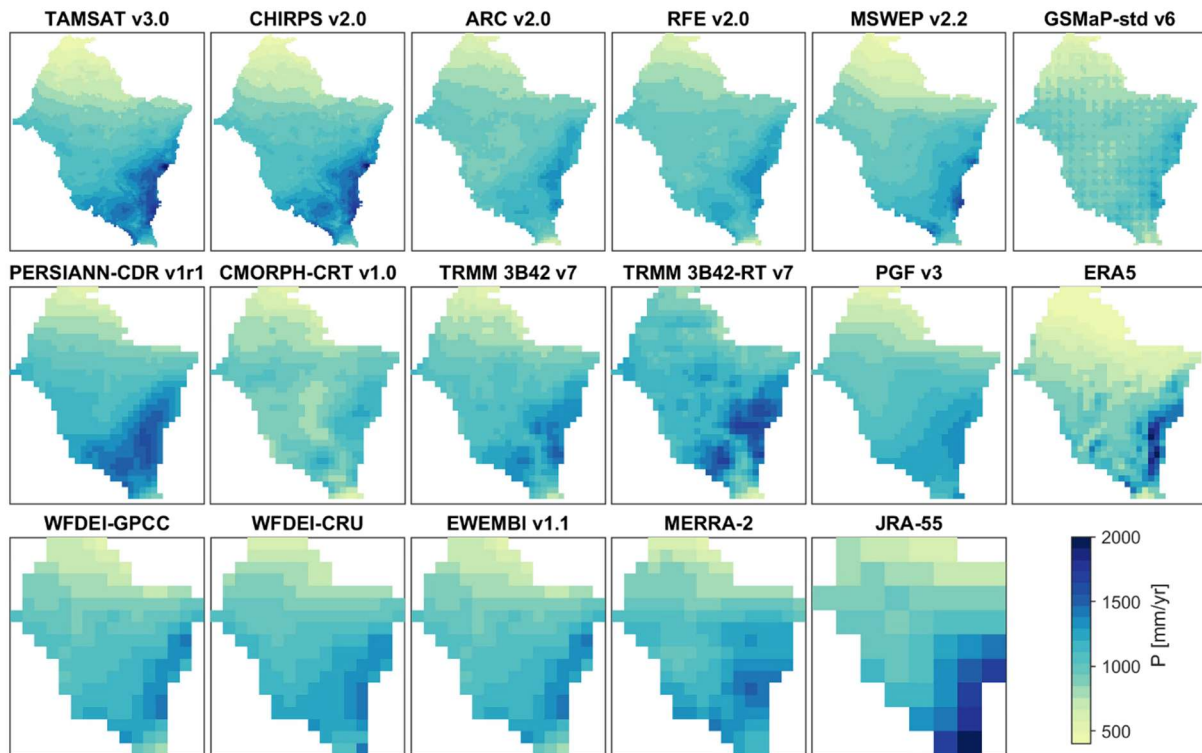 TAMSAT v3.0
CHIRPS v2.0
ARC v2.0
RFE v2.0
MSWEP v2.2
GSMaP-std v6
PERSIANN-CDR v1r1
CMORPH-CRT v1.0
TRMM 3B42 v7
TRMM 3B42-RT v7
PGF v3
ERA5
WFDEI-GPCC
WFDEI-CRU
EWEMBI v1.1
MERRA-2
JRA-55
2000
1500
1000
500
P [mm/yr]